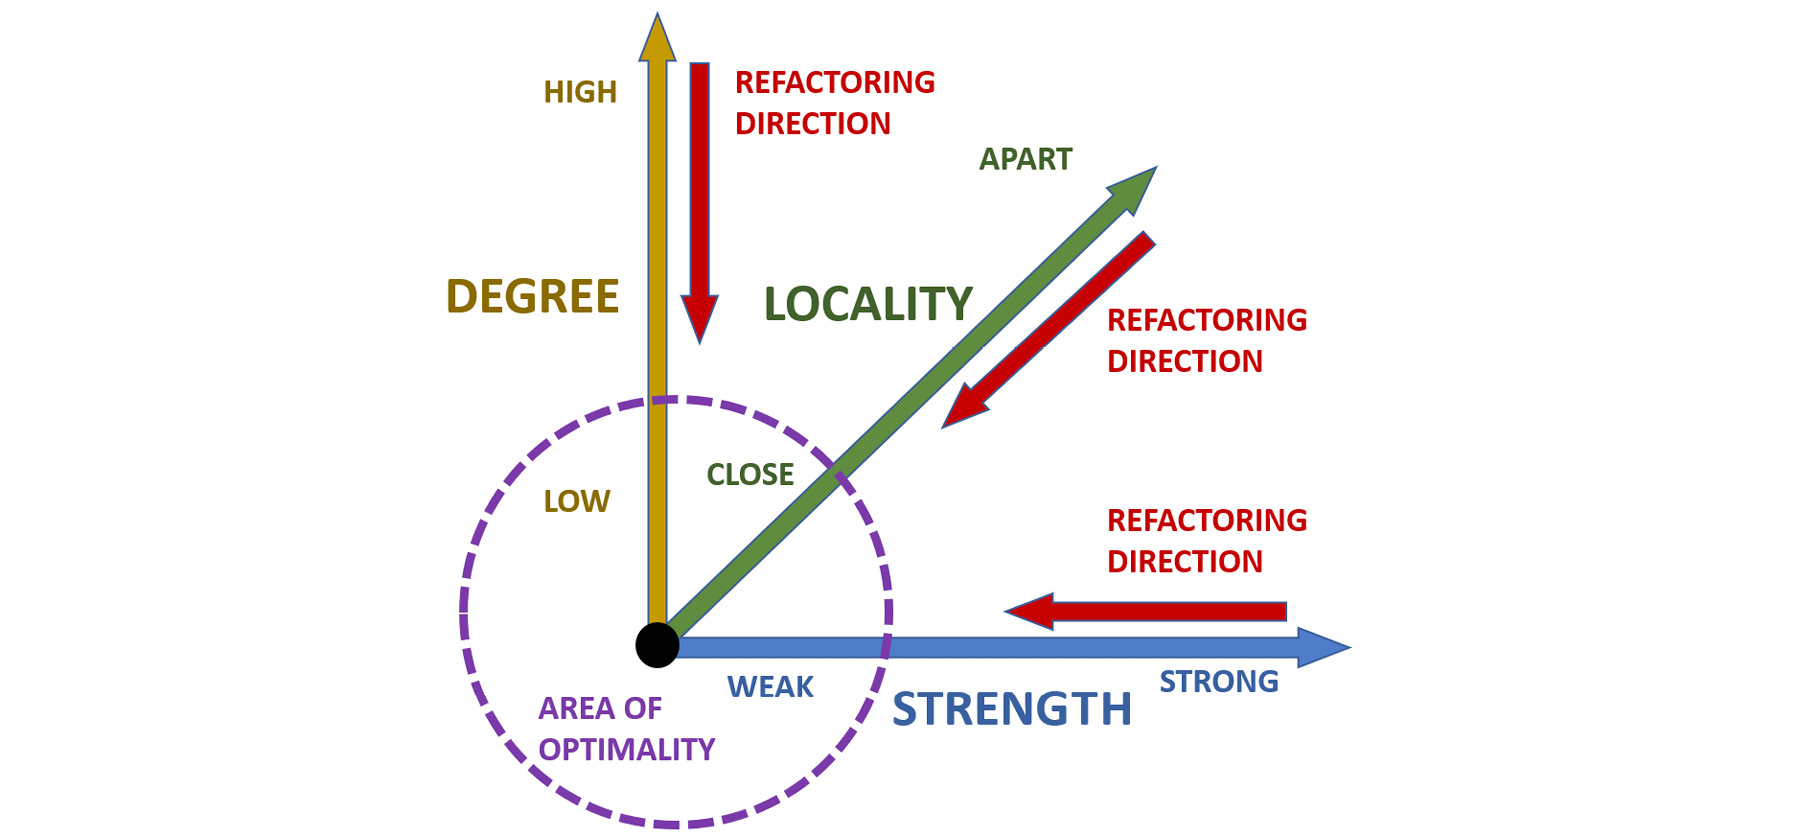 HIGH
REFACTORING
DIRECTION
APART
DEGREE
LOCALITY
REFACTORING
DIRECTION
CLOSE
LOW
REFACTORING
DIRECTION
WEAK
STRENGTH
STRONG
AREA OF
OPTIMALITY